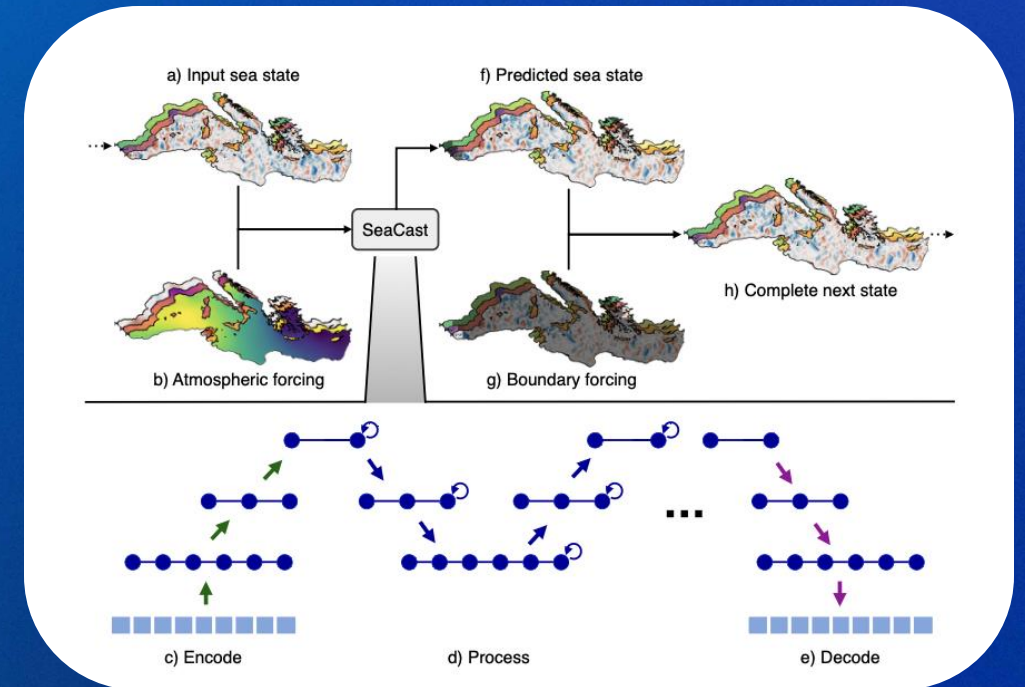 a) Input sea state
f) Predicted sea state
SeaCast
h) Complete next state
b) Atmospheric forcing
g) Boundary forcing
...
c) Encode
d) Process
e) Decode